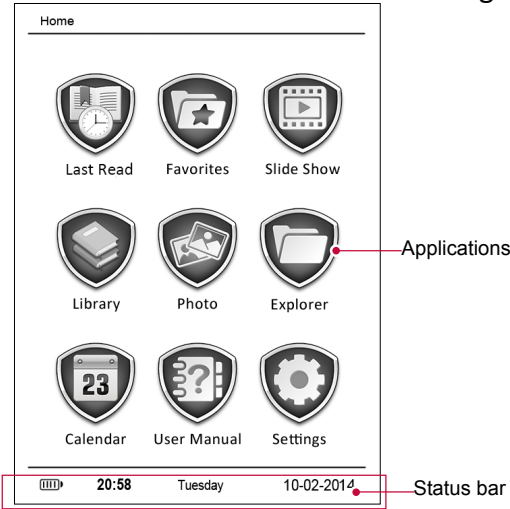 Home
Last Read Favorites Slide Show
Applications
Library Photo Explorer
23
Calendar User Manual Settings
20:58 Tuesday 10-02-2014
Status bar